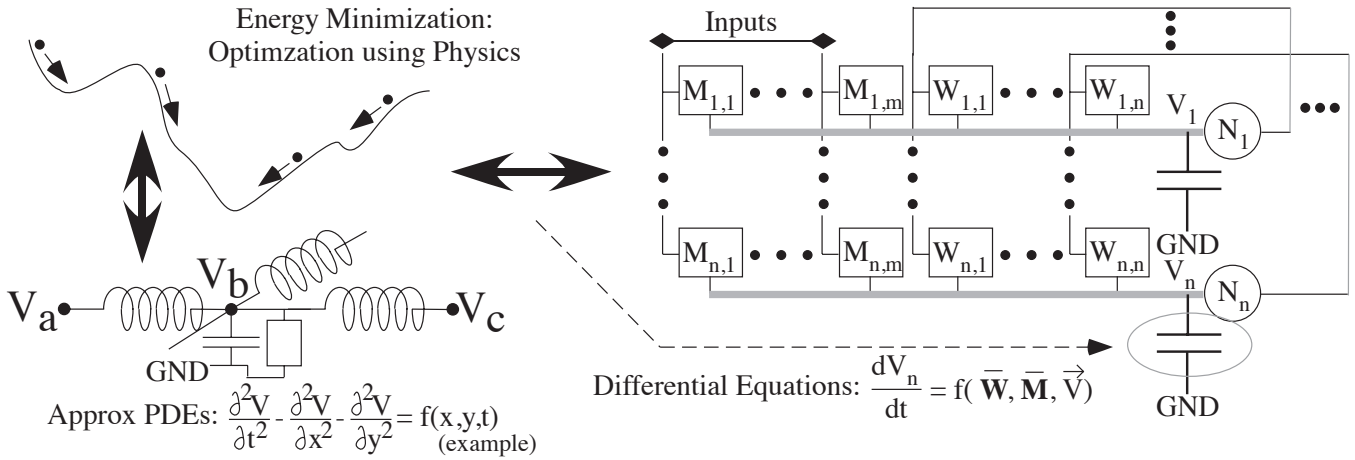 Energy Minimization:
Optimzation using Physics
Inputs
M1,1 ••• M1,m W1,1 ••• W1,n
V1
N1
•••
GND
Mn,1 ••• Mn,m Wn,1 ••• Wn,n
Vn
Nn
GND
Va
Vb
Vc
GND
Approx PDEs: ∂²V/∂t² - ∂²V/∂x² - ∂²V/∂y² = f(x,y,t)
(example)
Differential Equations: dVn/dt = f( W̄, M̄, V⃗)